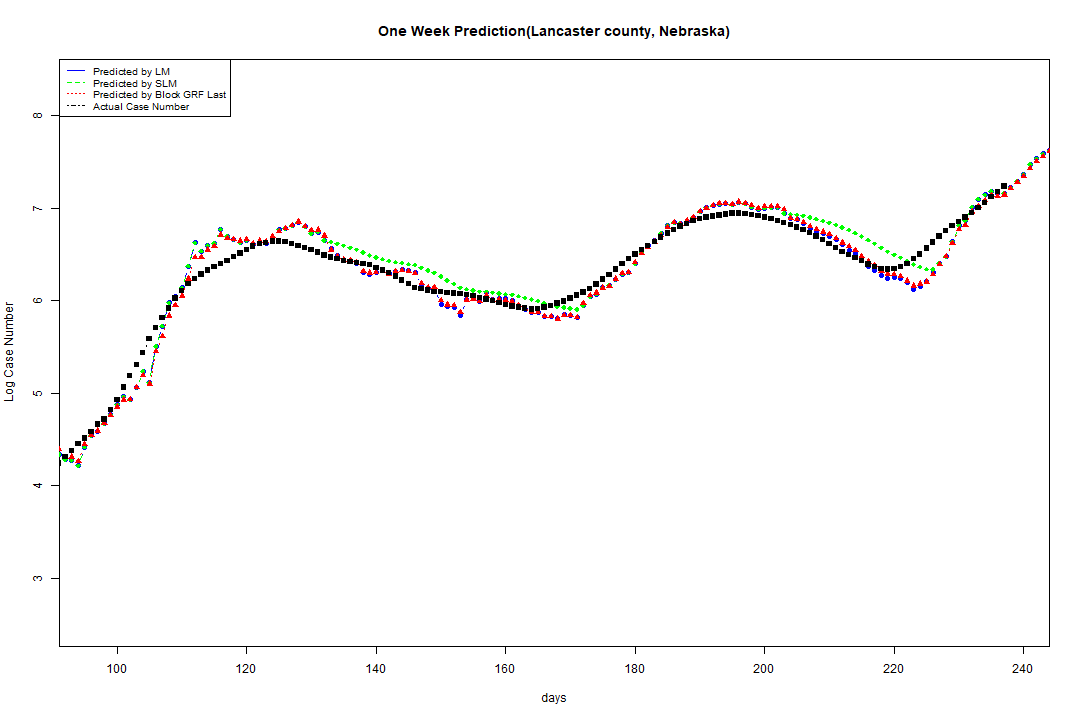 One Week Prediction(Lancaster county, Nebraska)
Predicted by LM
Predicted by SLM
Predicted by Block GRF Last
Actual Case Number
8
7
6
5
4
3
Log Case Number
100 120 140 160 180 200 220 240
days